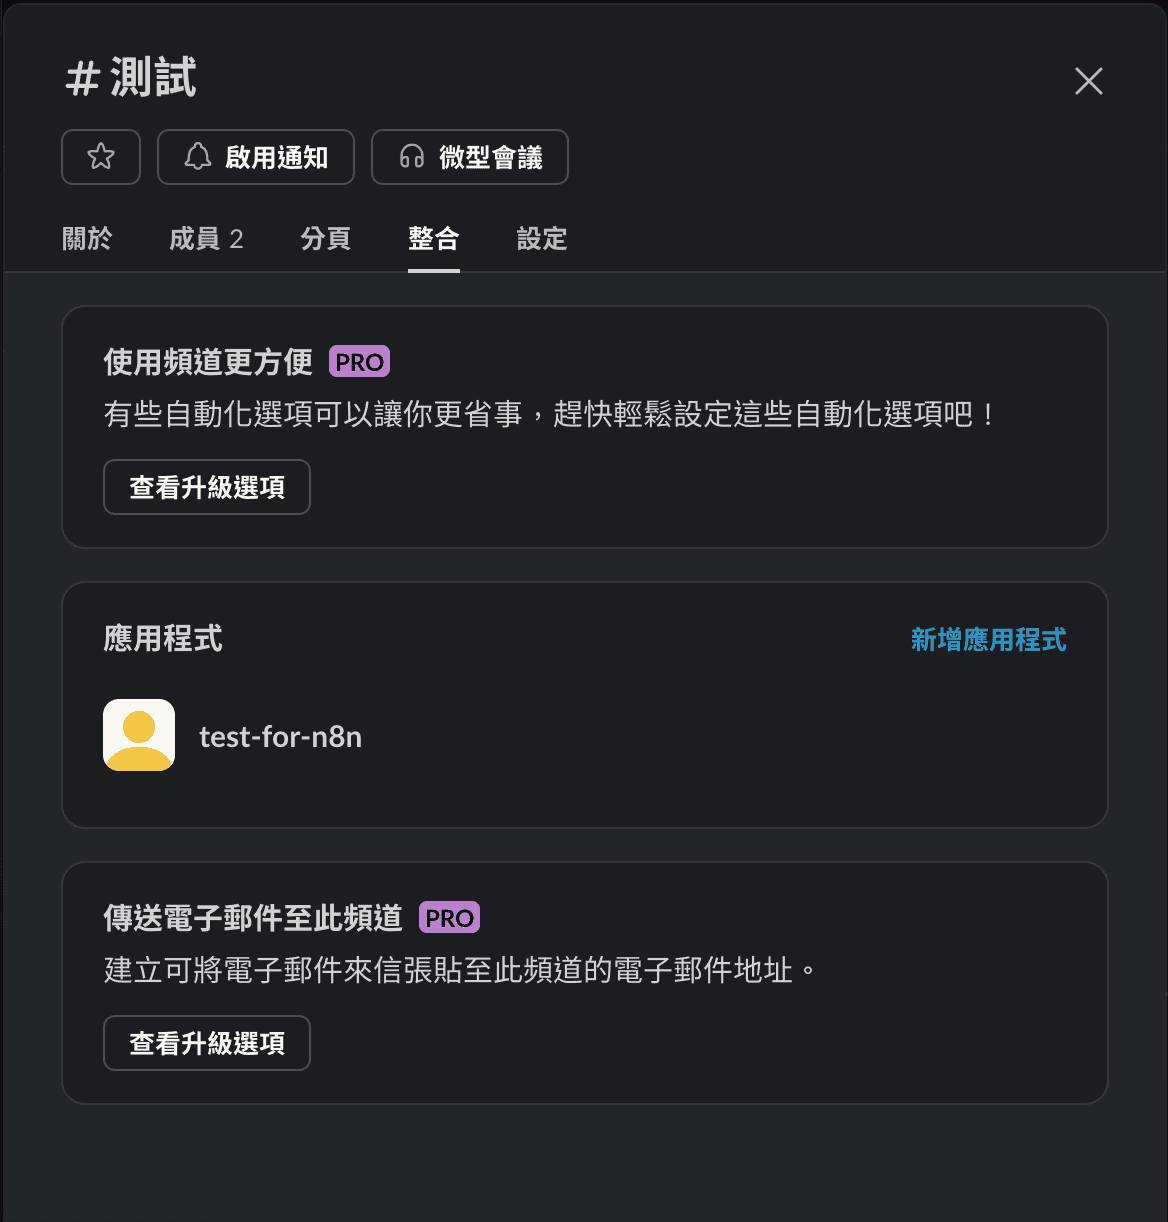 # 測試
啟用通知 微型會議
關於 成員 2 分頁 整合 設定
使用頻道更方便 PRO
有些自動化選項可以讓你更省事，趕快輕鬆設定這些自動化選項吧！
查看升級選項
應用程式 新增應用程式
test-for-n8n
傳送電子郵件至此頻道 PRO
建立可將電子郵件來信張貼至此頻道的電子郵件地址。
查看升級選項